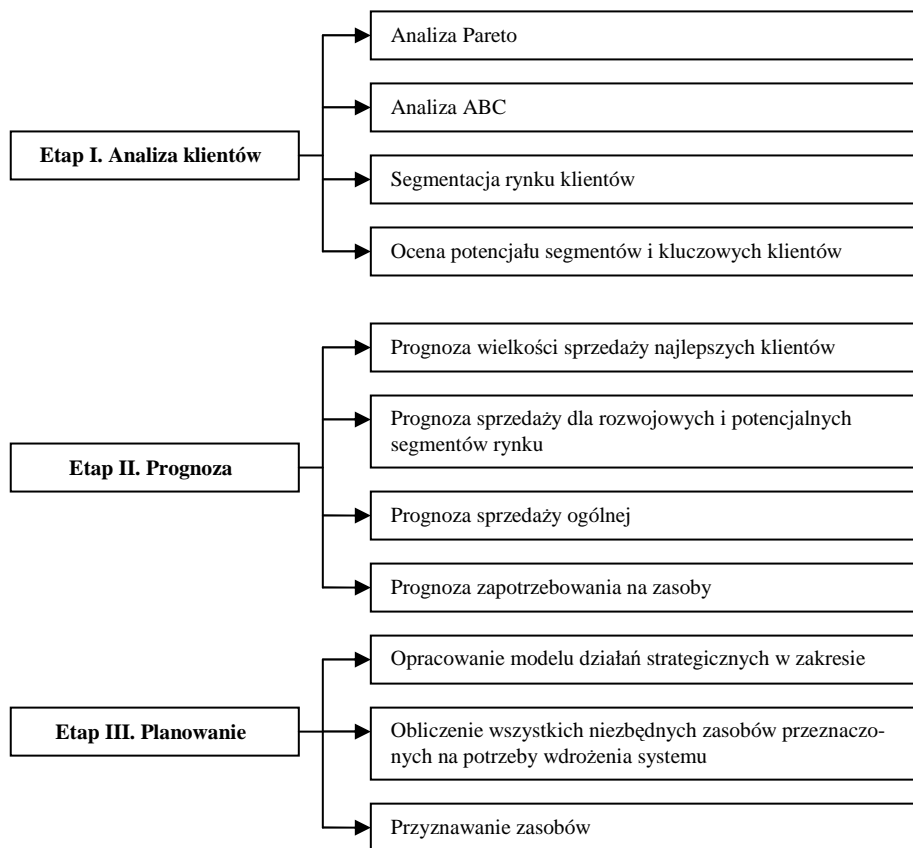 Etap I. Analiza klientów
Analiza Pareto
Analiza ABC
Segmentacja rynku klientów
Ocena potencjału segmentów i kluczowych klientów
Etap II. Prognoza
Prognoza wielkości sprzedaży najlepszych klientów
Prognoza sprzedaży dla rozwojowych i potencjalnych
segmentów rynku
Prognoza sprzedaży ogólnej
Prognoza zapotrzebowania na zasoby
Etap III. Planowanie
Opracowanie modelu działań strategicznych w zakresie
Obliczenie wszystkich niezbędnych zasobów przeznaczo-
nych na potrzeby wdrożenia systemu
Przyznawanie zasobów